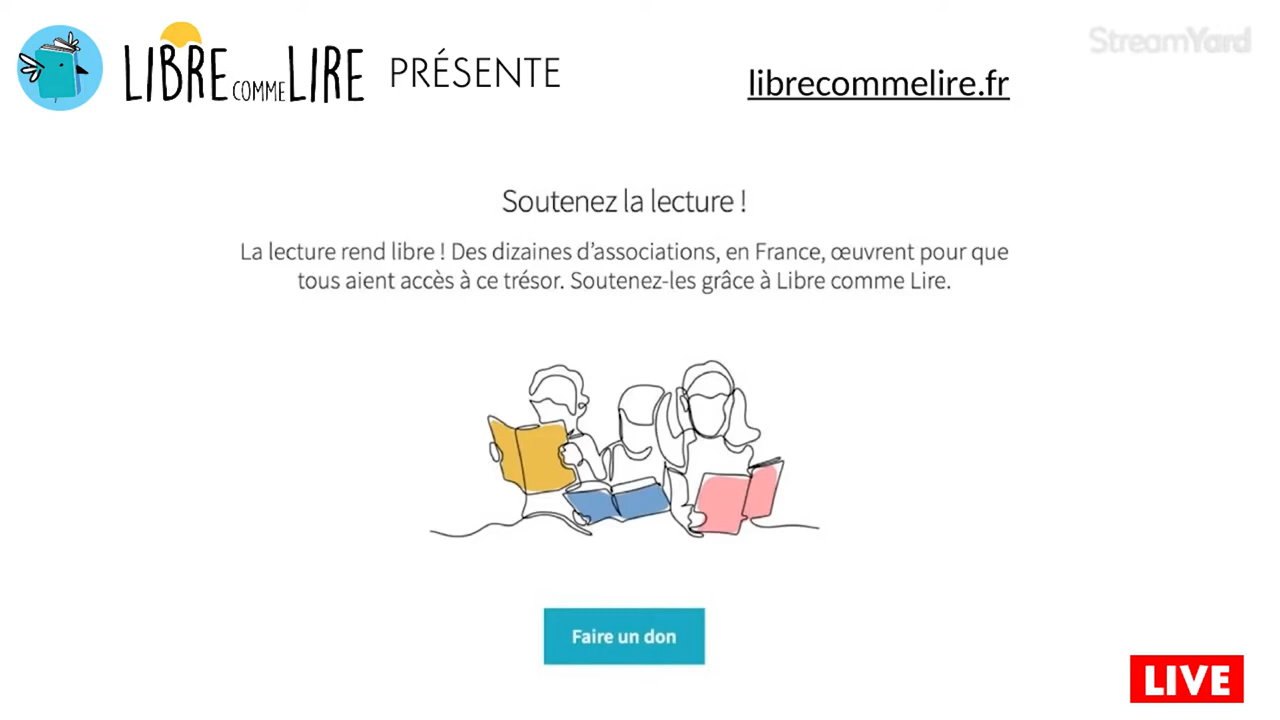 LIBRE COMME LIRE PRÉSENTE
librecommelire.fr
StreamYard
Soutenez la lecture !
La lecture rend libre ! Des dizaines d’associations, en France, œuvrent pour que
tous aient accès à ce trésor. Soutenez-les grâce à Libre comme Lire.
Faire un don
LIVE